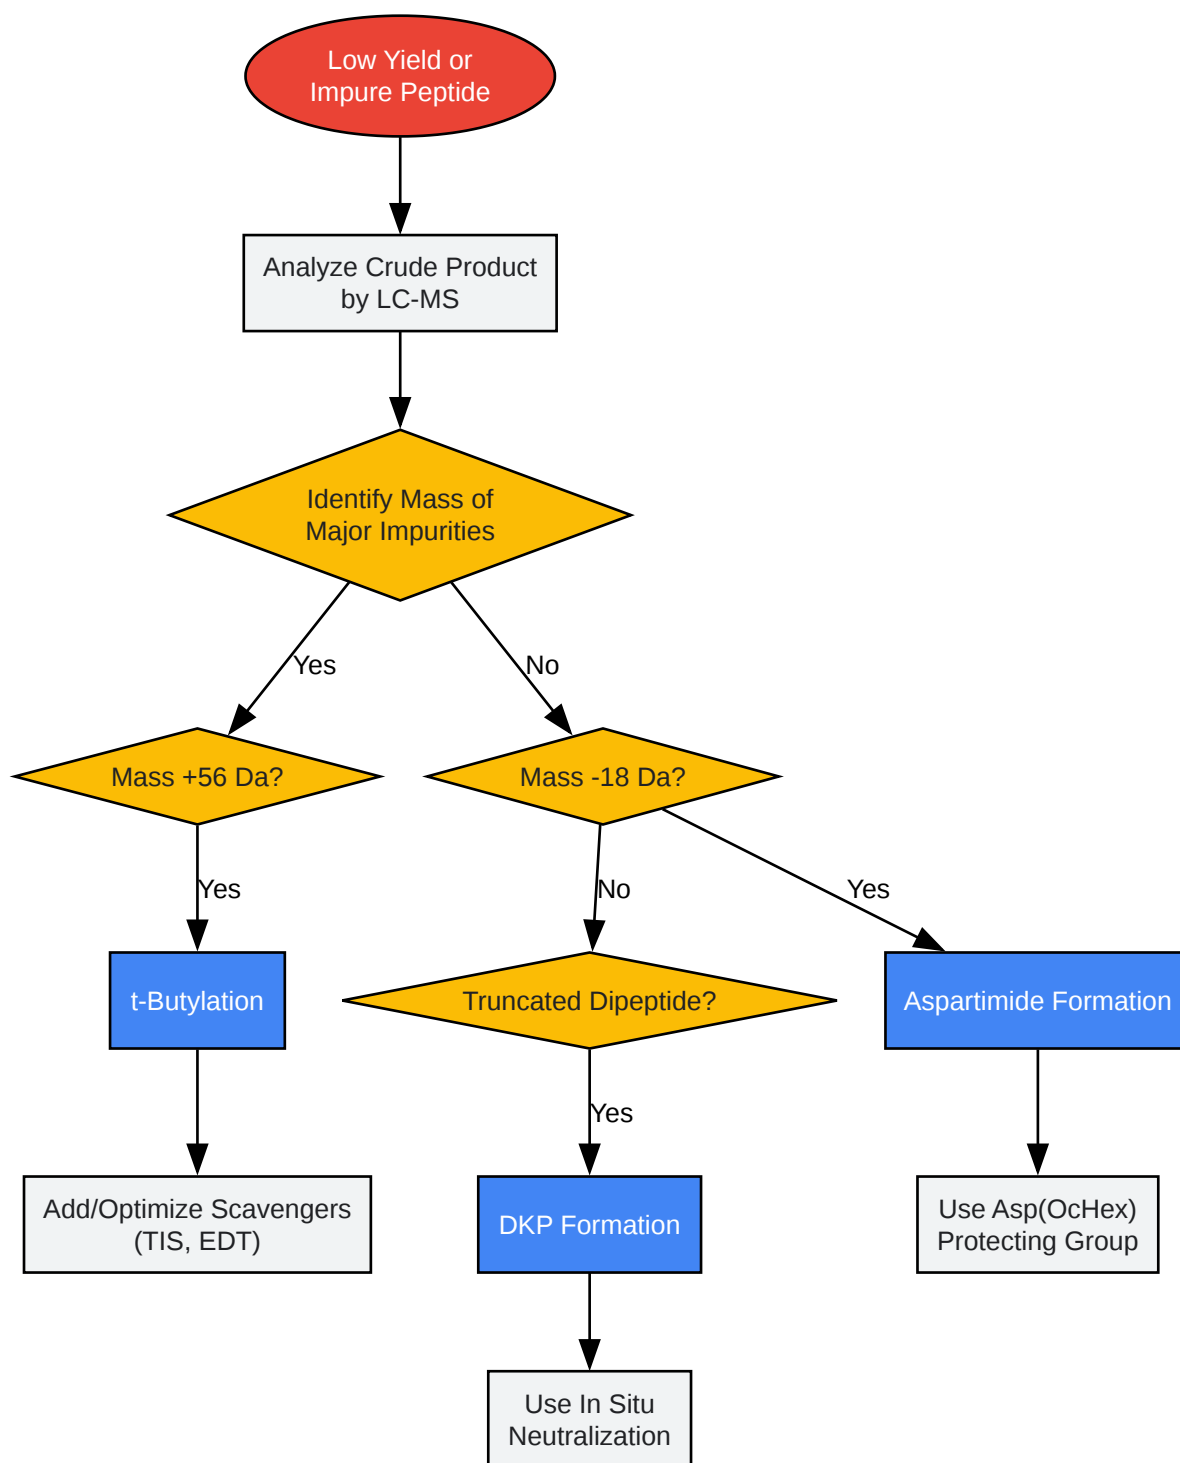 Low Yield or
Impure Peptide
Analyze Crude Product
by LC-MS
Identify Mass of
Major Impurities
Yes
No
Mass +56 Da?
Mass -18 Da?
Yes
No
Yes
t-Butylation
Truncated Dipeptide?
Aspartimide Formation
Yes
Add/Optimize Scavengers
(TIS, EDT)
DKP Formation
Use Asp(OcHex)
Protecting Group
Use In Situ
Neutralization